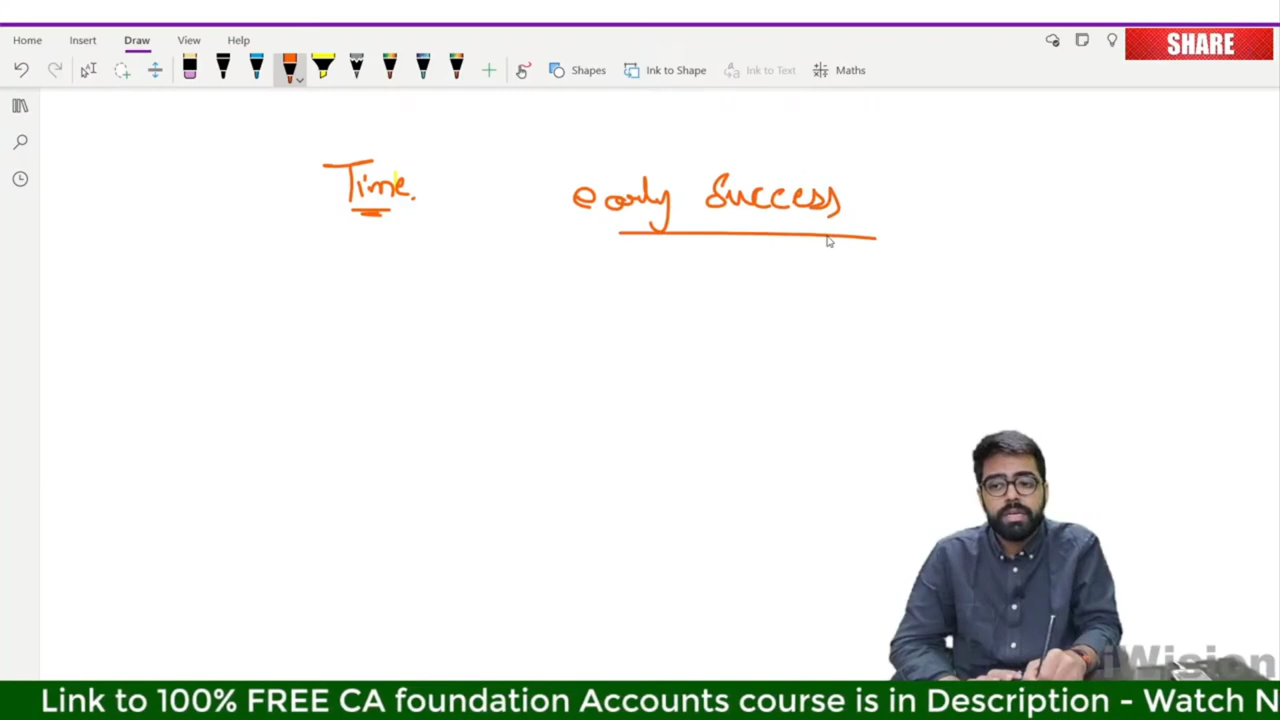 Home Insert Draw View Help
SHARE
Shapes Ink to Shape Ink to Text Maths
Time.
early Success
iWision
Link to 100% FREE CA foundation Accounts course is in Description - Watch N